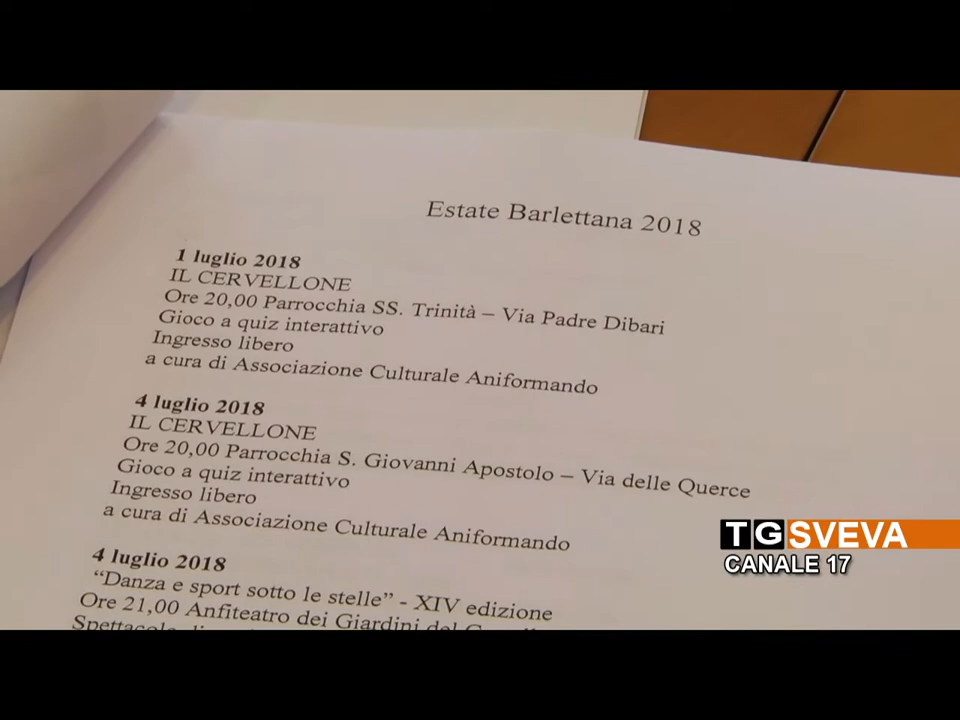 Estate Barlettana 2018
1 luglio 2018
IL CERVELLONE
Ore 20,00 Parrocchia SS. Trinità – Via Padre Dibari
Gioco a quiz interattivo
Ingresso libero
a cura di Associazione Culturale Aniformando
4 luglio 2018
IL CERVELLONE
Ore 20,00 Parrocchia S. Giovanni Apostolo – Via delle Querce
Gioco a quiz interattivo
Ingresso libero
a cura di Associazione Culturale Aniformando
4 luglio 2018
“Danza e sport sotto le stelle” - XIV edizione
Ore 21,00 Anfiteatro dei Giardini del
Spettacolo
TGSVEVA
CANALE 17